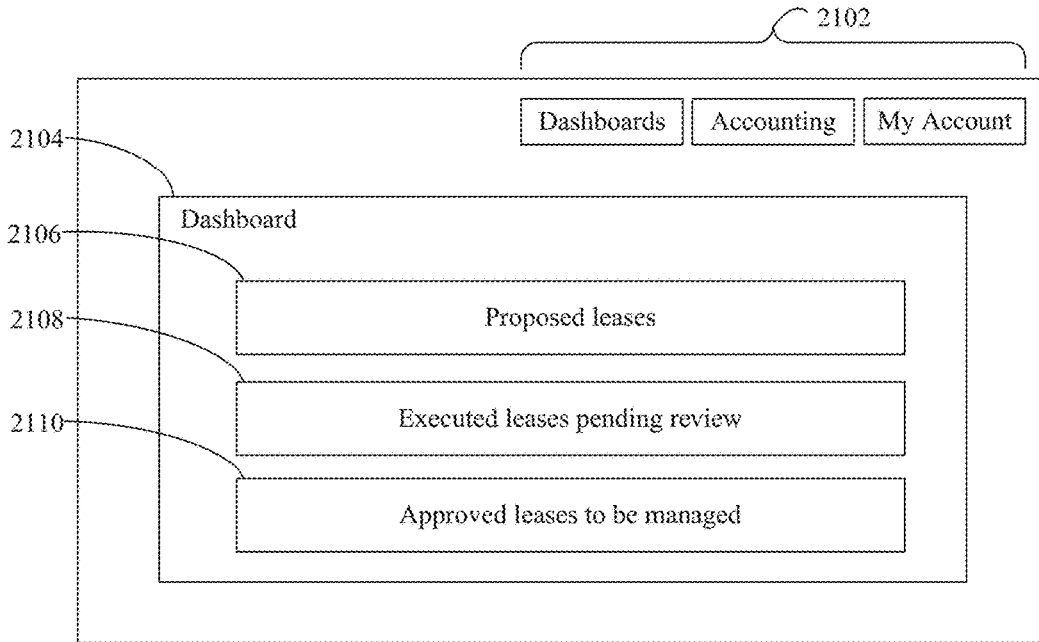 2102
Dashboards Accounting My Account
2104
Dashboard
2106
Proposed leases
2108
Executed leases pending review
2110
Approved leases to be managed